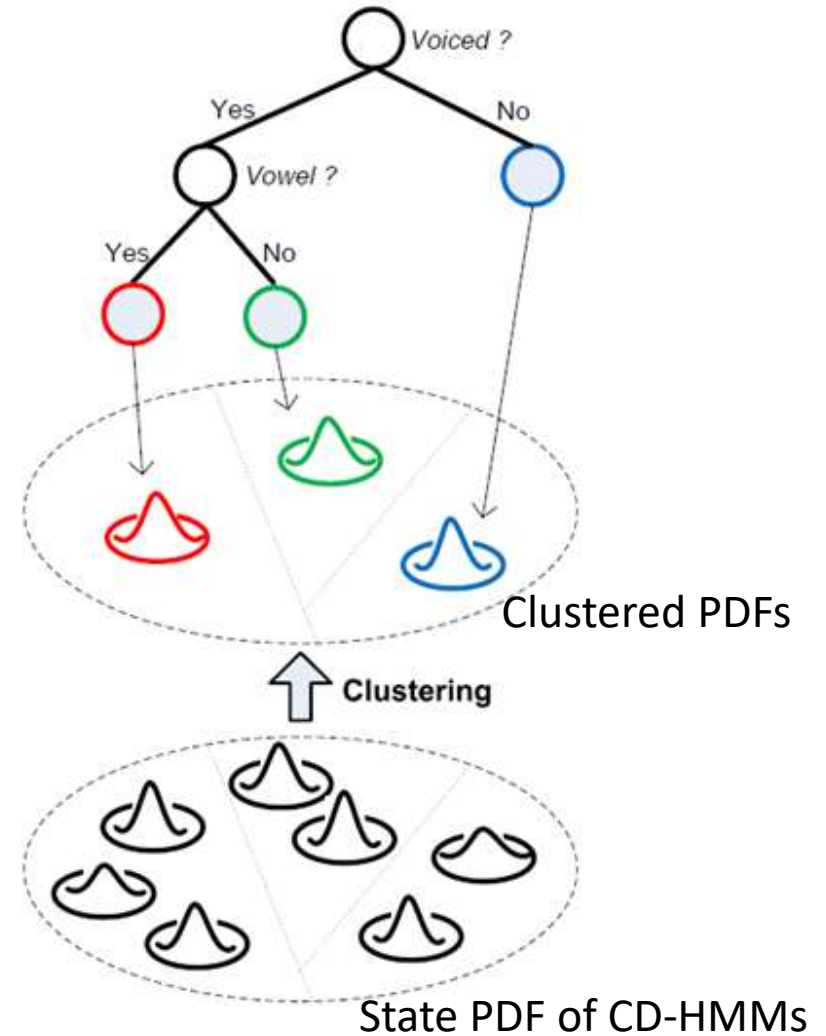 Voiced ?
Yes
No
Vowel ?
Yes
No
Clustered PDFs
Clustering
State PDF of CD-HMMs